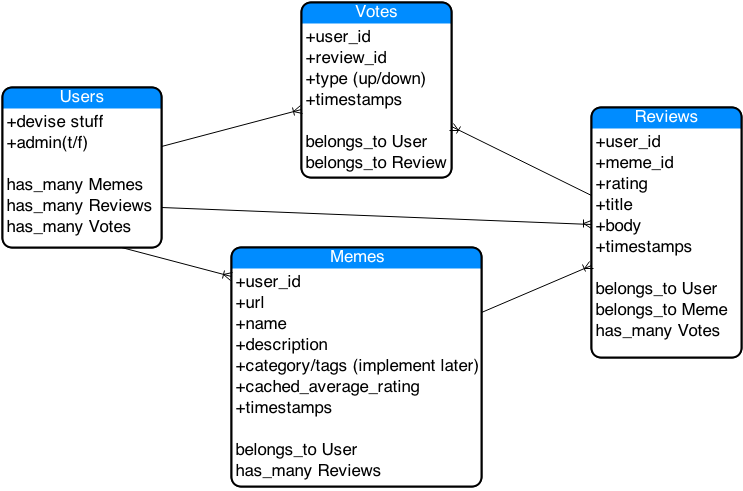 Votes
+user_id
+review_id
+type (up/down)
+timestamps
belongs_to User
belongs_to Review
Users
+devise stuff
+admin(t/f)
has_many Memes
has_many Reviews
has_many Votes
Reviews
+user_id
+meme_id
+rating
+title
+body
+timestamps
belongs_to User
belongs_to Meme
has_many Votes
Memes
+user_id
+url
+name
+description
+category/tags (implement later)
+cached_average_rating
+timestamps
belongs_to User
has_many Reviews